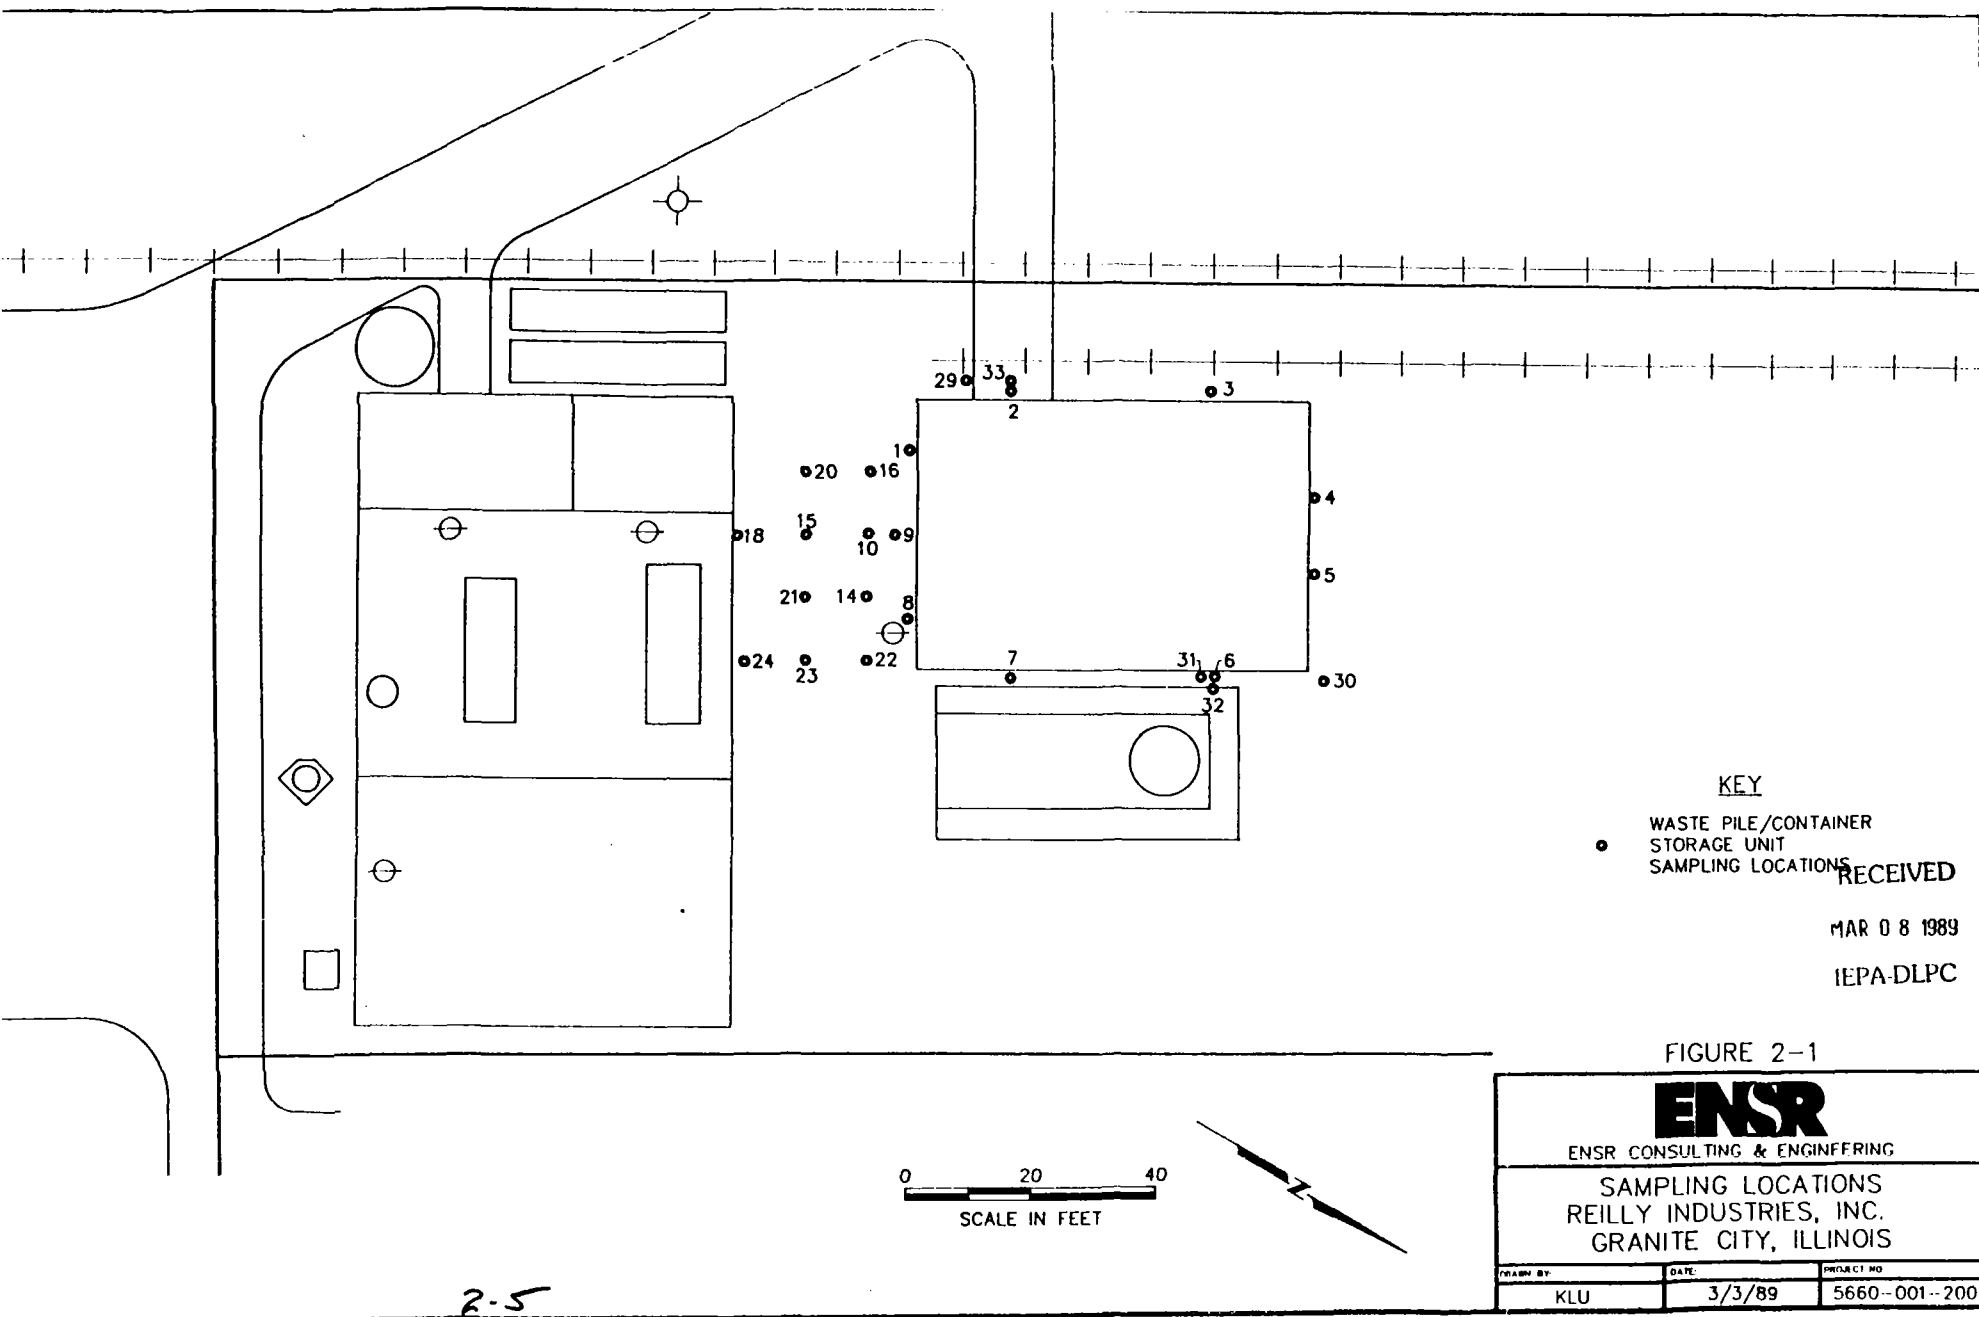 29
33
2
3
1
20
16
4
18
15
10
9
5
21
14
8
24
23
22
7
31
6
30
32
KEY
WASTE PILE/CONTAINER
STORAGE UNIT
SAMPLING LOCATIONS
RECEIVED
MAR 08 1989
IEPA-DLPC
FIGURE 2-1
ENSR
ENSR CONSULTING & ENGINEERING
SAMPLING LOCATIONS
REILLY INDUSTRIES, INC.
GRANITE CITY, ILLINOIS
DRAWN BY:
DATE:
PROJECT NO
KLU
3/3/89
5660-001-200
0 20 40
SCALE IN FEET
Z
2-5